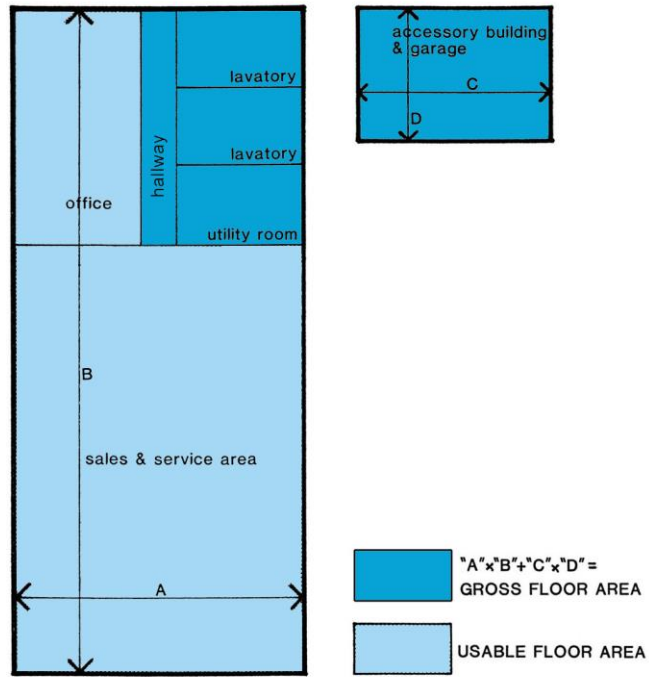 lavatory
lavatory
hallway
office
utility room
B
sales & service area
A
accessory building
& garage
C
D
"A"x"B"+"C"x"D"=
GROSS FLOOR AREA
USABLE FLOOR AREA